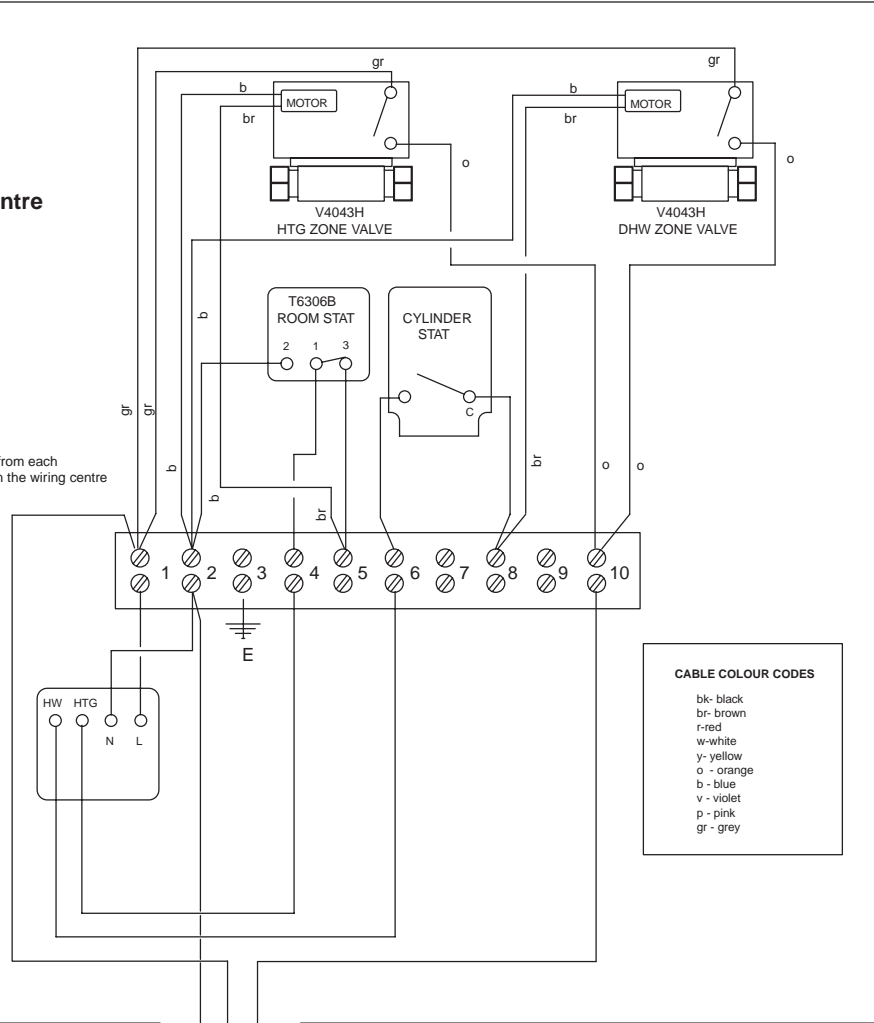 gr
gr
b
b
MOTOR
MOTOR
br
br
o
o
ntre
V4043H
HTG ZONE VALVE
V4043H
DHW ZONE VALVE
T6306B
ROOM STAT
2 1 3
CYLINDER
STAT
C
b
gr
gr
from each
n the wiring centre
b
b
br
br
o
o
1 2 3 4 5 6 7 8 9 10
E
HW HTG
N L
CABLE COLOUR CODES
bk- black
br- brown
r-red
w-white
y- yellow
o - orange
b - blue
v - violet
p - pink
gr - grey